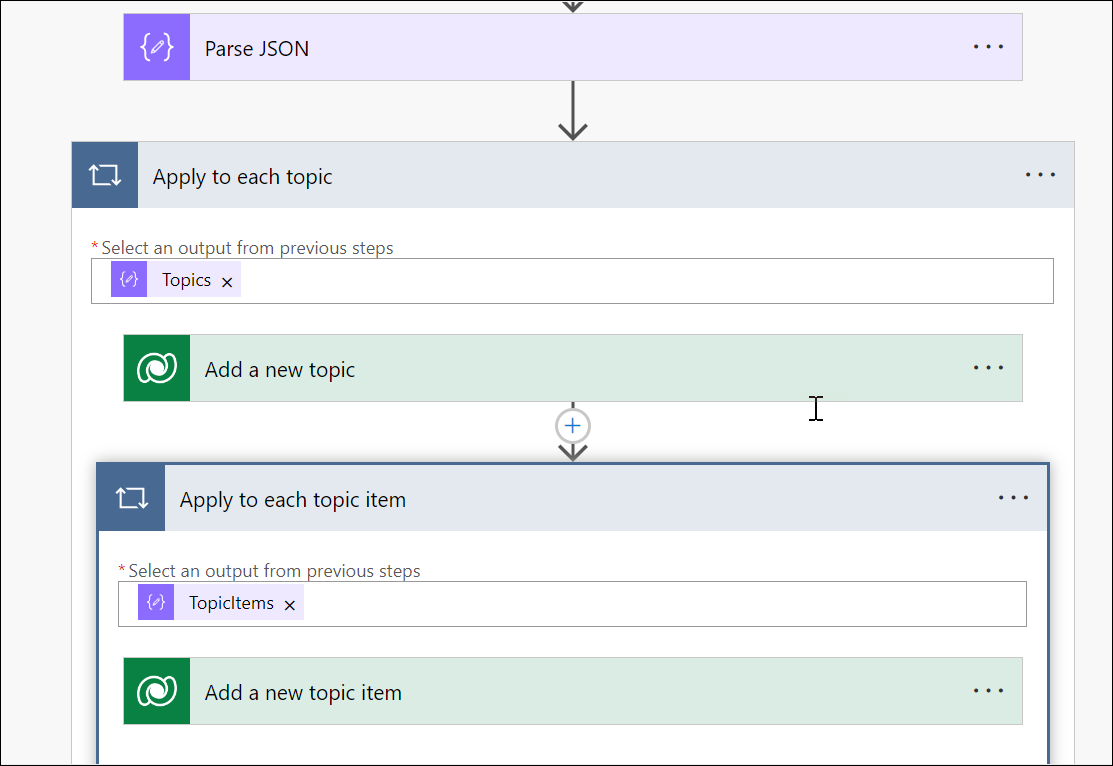 Parse JSON
Apply to each topic
*Select an output from previous steps
Topics
Add a new topic
Apply to each topic item
*Select an output from previous steps
TopicItems
Add a new topic item